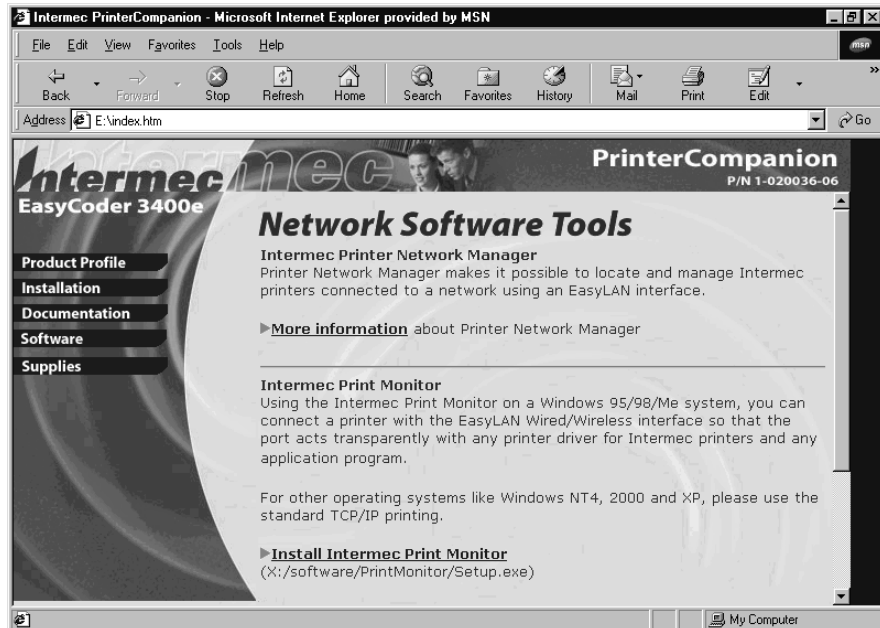 Intermec PrinterCompanion - Microsoft Internet Explorer provided by MSN
File Edit View Favorites Tools Help
msn
Back Forward Stop Refresh Home Search Favorites History Mail Print Edit
Address E:\index.htm Go
Intermec mec
PrinterCompanion
P/N 1-020036-06
EasyCoder 3400e
Product Profile
Installation
Documentation
Software
Supplies
Network Software Tools
Intermec Printer Network Manager
Printer Network Manager makes it possible to locate and manage Intermec
printers connected to a network using an EasyLAN interface.
More information about Printer Network Manager
Intermec Print Monitor
Using the Intermec Print Monitor on a Windows 95/98/Me system, you can
connect a printer with the EasyLAN Wired/Wireless interface so that the
port acts transparently with any printer driver for Intermec printers and any
application program.
For other operating systems like Windows NT4, 2000 and XP, please use the
standard TCP/IP printing.
Install Intermec Print Monitor
(X:/software/PrintMonitor/Setup.exe)
My Computer